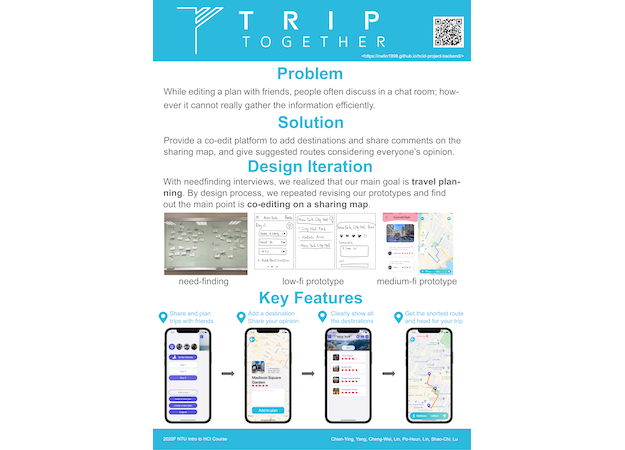 TRIP
TOGETHER
Problem
While editing a plan with friends, people often discuss in a chat room; how-
ever it cannot really gather the information efficiently.
Solution
Provide a co-edit platform to add destinations and share comments on the
sharing map, and give suggested routes considering everyone's opinion.
Design Iteration
With needfinding interviews, we realized that our main goal is travel plan-
ning. By design process, we repeated revising our prototypes and find
out the main point is co-editing on a sharing map.
need-finding
low-fi prototype
medium-fi prototype
Key Features
Share and plan
trips with friends
Add a destination
Share your opinion
Clearly show all
the destinations
Get the shortest route
and head for your trip
Madison Square
Garden
Add to plan
2020F NTU Intro to HCI Course
Chien-Ying, Yang, Cheng-Wei, Lin, Po-Hsun, Lin, Shao-Chi, Lu